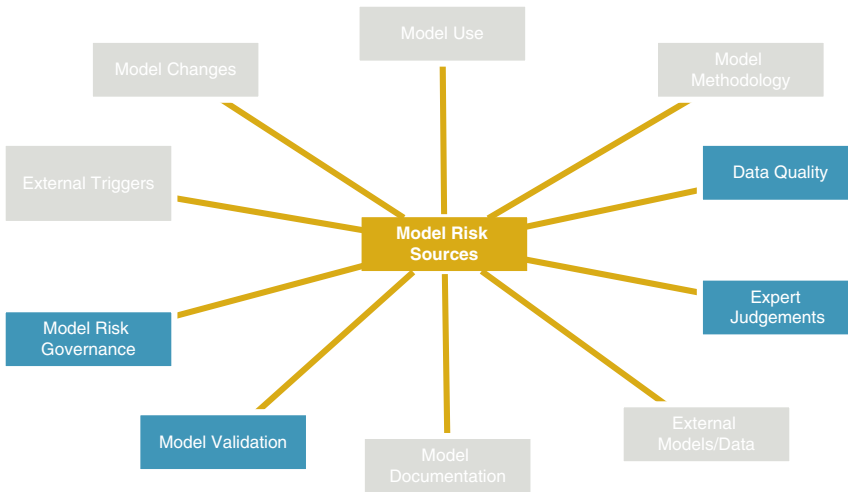 Model Use
Model Changes
Model
Methodology
External Triggers
Data Quality
Model Risk
Sources
Expert
Judgements
Model Risk
Governance
Model Validation
External
Models/Data
Model
Documentation